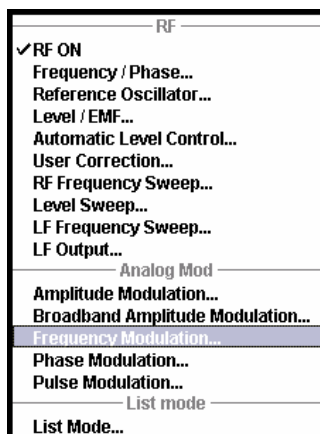 RF
RF ON
Frequency / Phase...
Reference Oscillator...
Level / EMF...
Automatic Level Control...
User Correction...
RF Frequency Sweep...
Level Sweep...
LF Frequency Sweep...
LF Output...
Analog Mod
Amplitude Modulation...
Broadband Amplitude Modulation...
Frequency Modulation...
Phase Modulation...
Pulse Modulation...
List mode
List Mode...